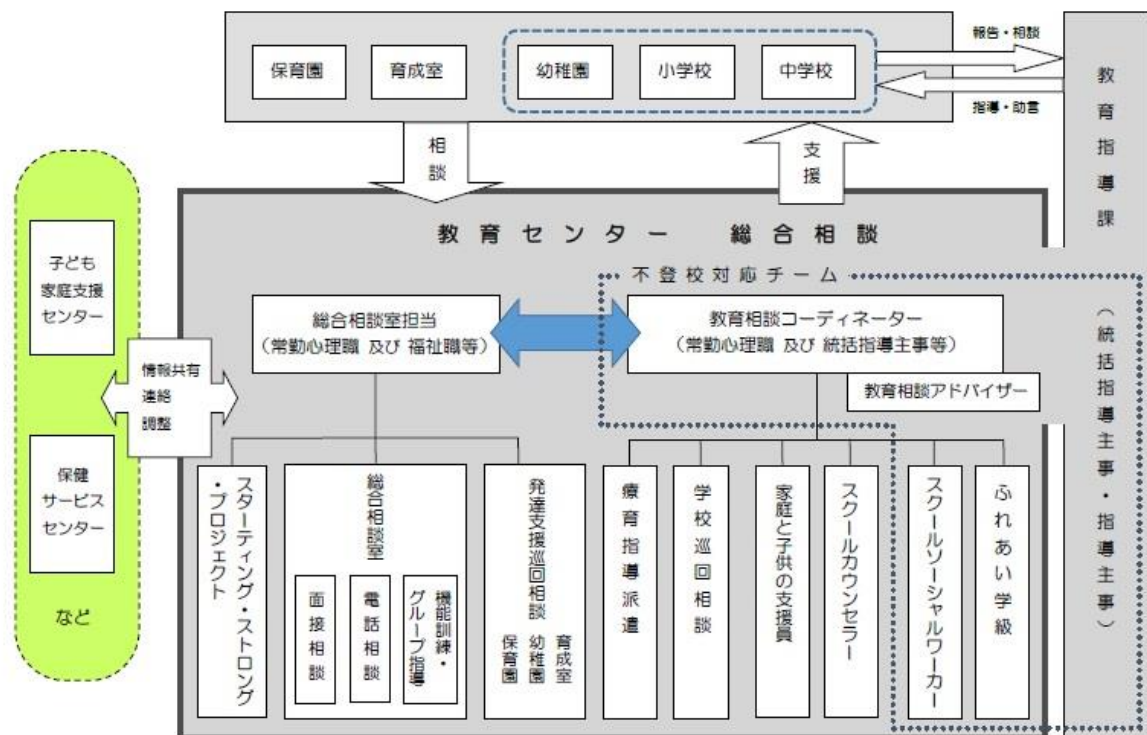 保育園
育成室
幼稚園
小学校
中学校
報告・相談
指導・助言
教育指導課
(統括指導主事・指導主事)
相談
支援
教育センター 総合相談
不登校対応チーム
子ども
家庭支援
センター
保健
サービス
センター
など
情報共有
連絡
調整
総合相談室担当
(常勤心理職 及び 福祉職等)
教育相談コーディネーター
(常勤心理職 及び 統括指導主事等)
教育相談アドバイザー
スターティング・ストロング
・プロジェクト
総合相談室
面接相談
電話相談
機能訓練・
グループ指導
発達支援巡回相談
育成室
幼稚園
保育園
療育指導派遣
学校巡回相談
家庭と子供の支援員
スクールカウンセラー
スクールソーシャルワーカー
ふれあい学級